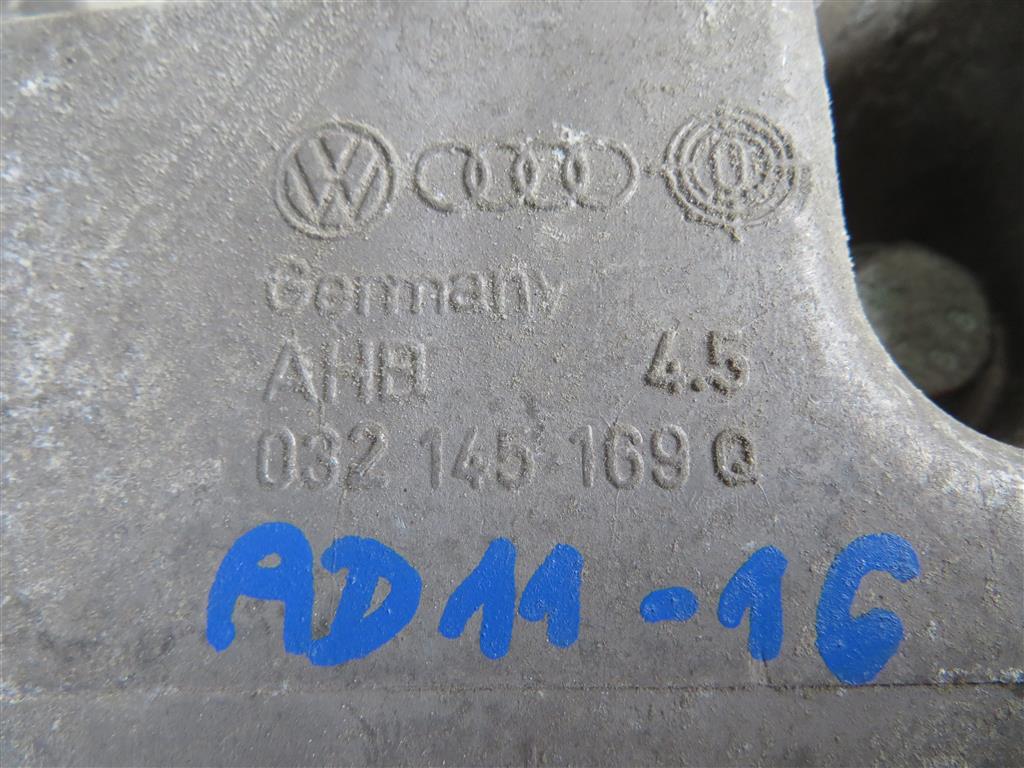 Germany
AHB 4.5
032 145 169 Q
AD11-16